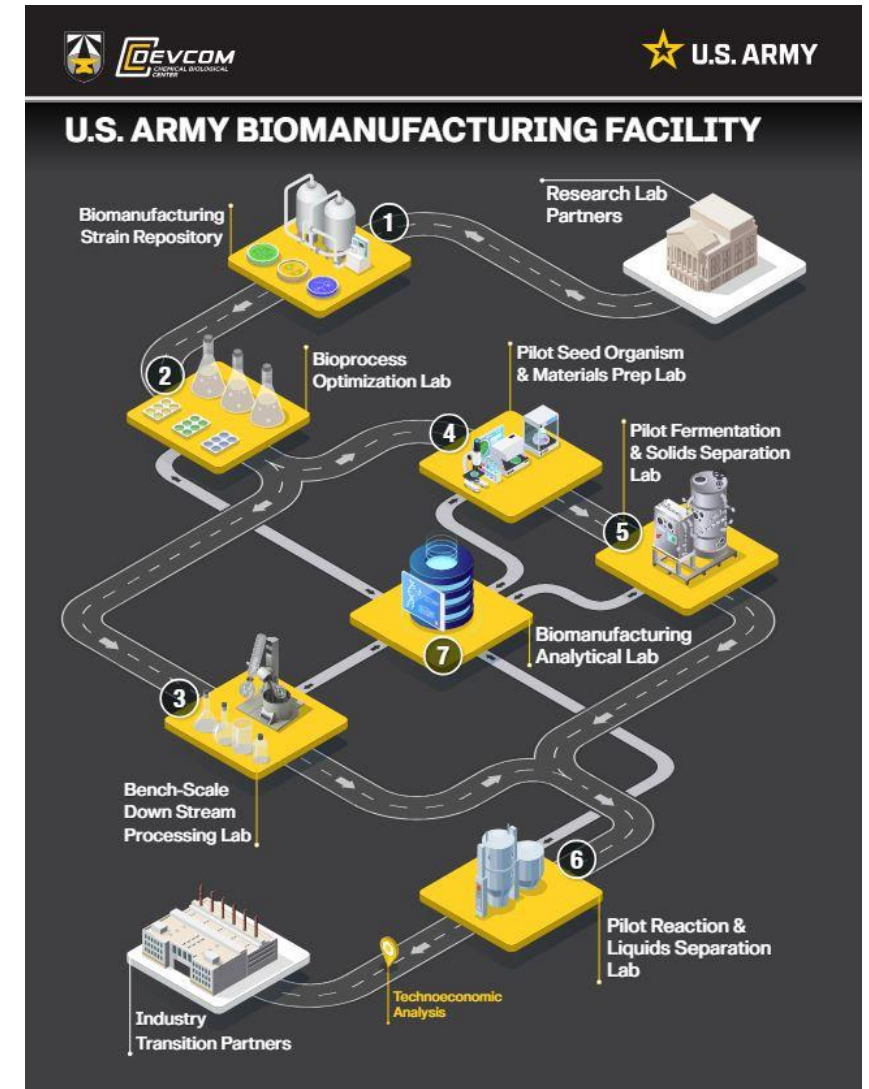 DEVCOM
CHEMICAL BIOLOGICAL
CENTER
U.S. ARMY
U.S. ARMY BIOMANUFACTURING FACILITY
Biomanufacturing
Strain Repository
1
Research Lab
Partners
2
Bioprocess
Optimization Lab
Pilot Seed Organism
& Materials Prep Lab
4
Pilot Fermentation
& Solids Separation
Lab
5
7
Biomanufacturing
Analytical Lab
3
Bench-Scale
Down Stream
Processing Lab
6
Pilot Reaction &
Liquids Separation
Lab
Technoeconomic
Analysis
Industry
Transition Partners